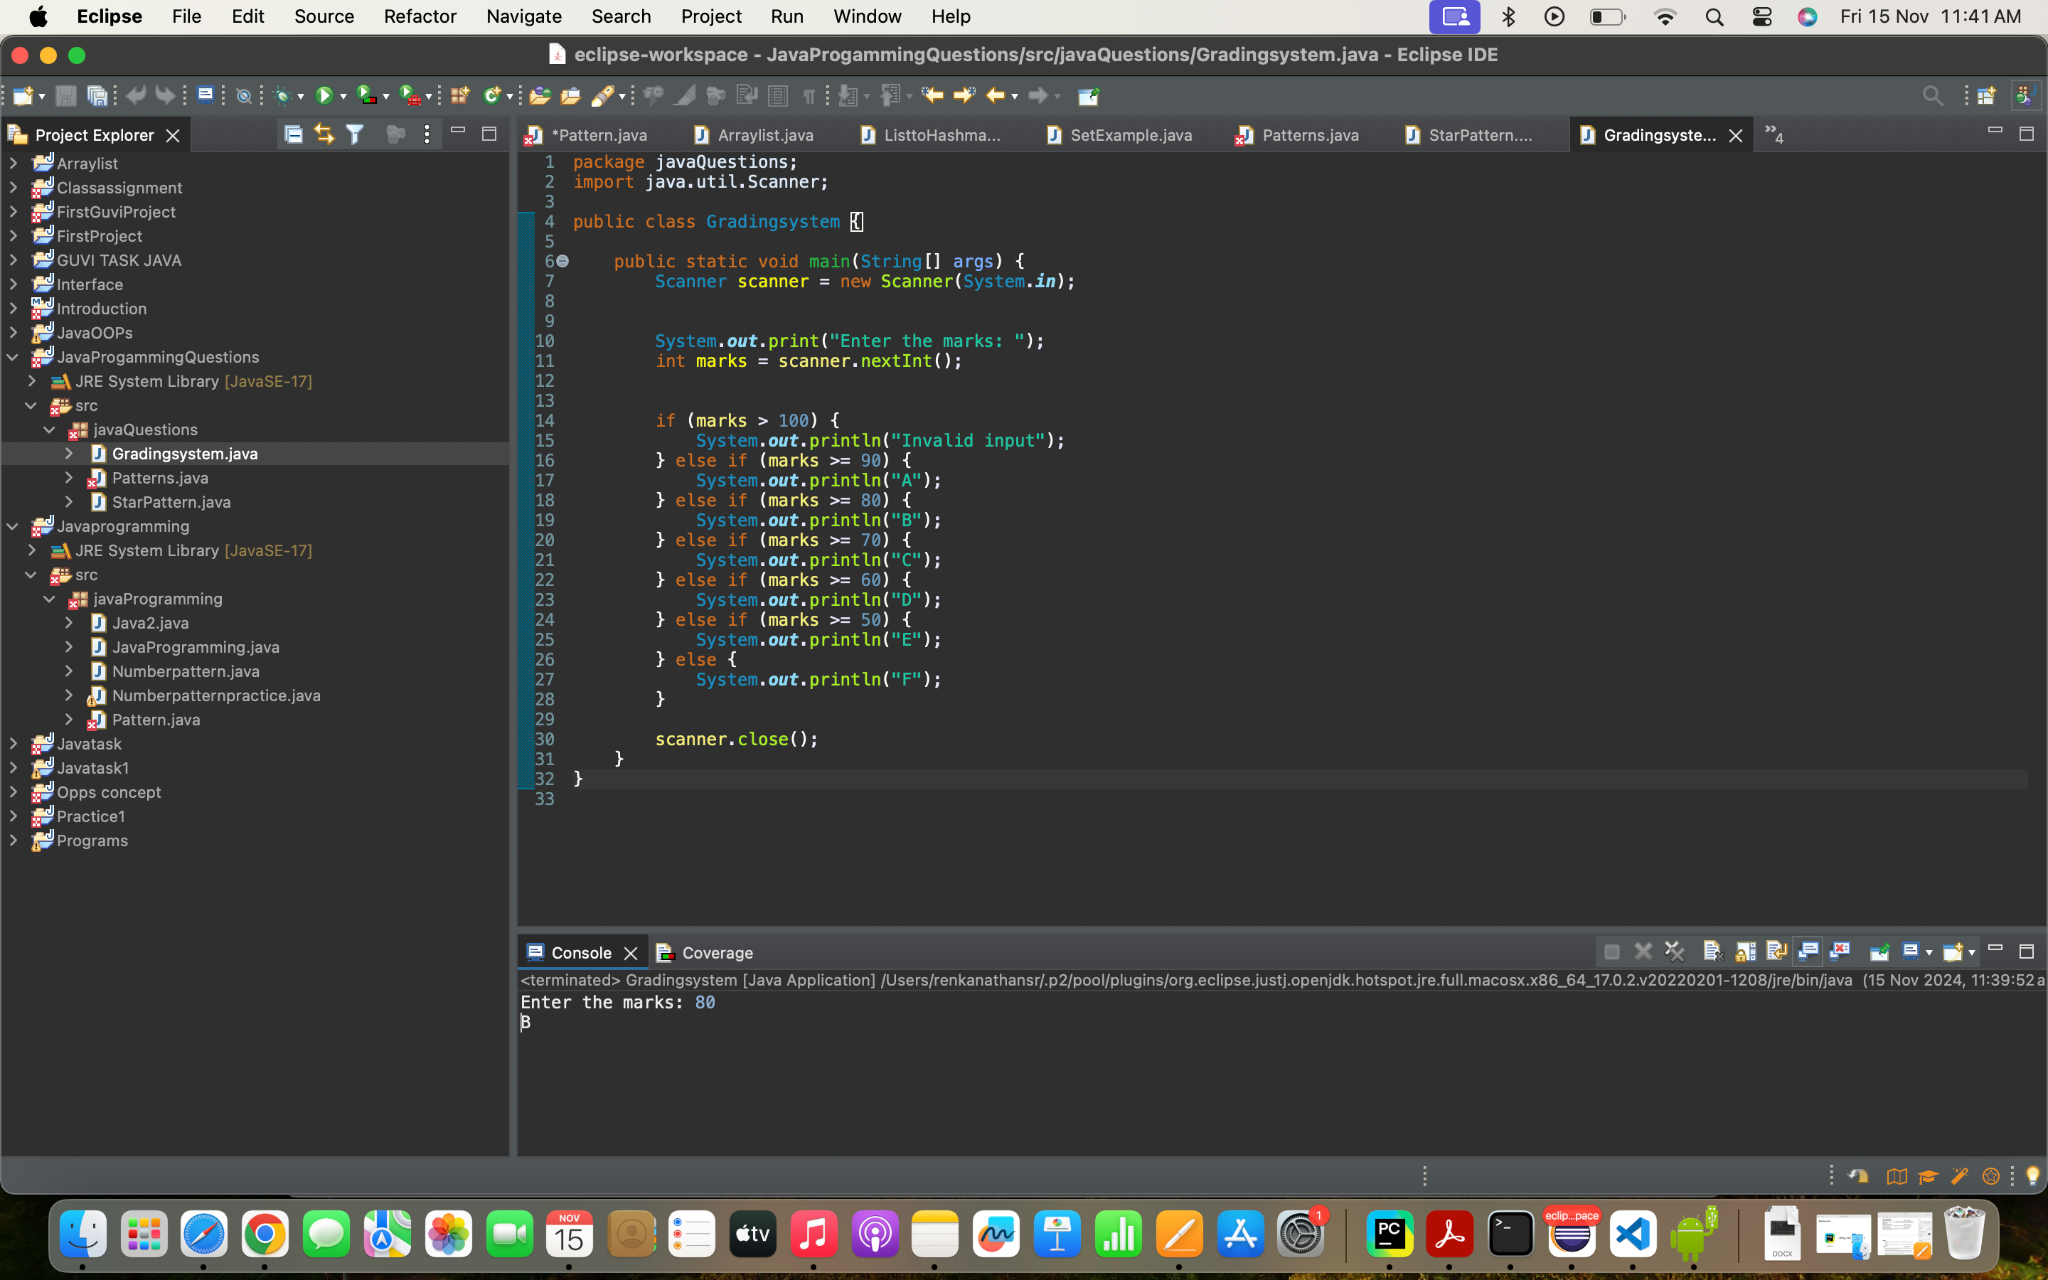 Eclipse File Edit Source Refactor Navigate Search Project Run Window Help Fri 15 Nov 11:41 AM
eclipse-workspace - JavaProgammingQuestions/src/javaQuestions/Gradingsystem.java - Eclipse IDE
Project Explorer
Arraylist
Classassignment
FirstGuviProject
FirstProject
GUVI TASK JAVA
Interface
Introduction
JavaOOPs
JavaProgammingQuestions
JRE System Library [JavaSE-17]
src
javaQuestions
Gradingsystem.java
Patterns.java
StarPattern.java
Javaprogramming
JRE System Library [JavaSE-17]
src
javaProgramming
Java2.java
JavaProgramming.java
Numberpattern.java
Numberpatternpractice.java
Pattern.java
Javatask
Javatask1
Opps concept
Practice1
Programs
*Pattern.java Arraylist.java ListtoHashma... SetExample.java Patterns.java StarPattern.... Gradingsyste... »4
1 package javaQuestions;
2 import java.util.Scanner;
3
4 public class Gradingsystem {
5
6 public static void main(String[] args) {
7 Scanner scanner = new Scanner(System.in);
8
9
10 System.out.print("Enter the marks: ");
11 int marks = scanner.nextInt();
12
13
14 if (marks > 100) {
15 System.out.println("Invalid input");
16 } else if (marks >= 90) {
17 System.out.println("A");
18 } else if (marks >= 80) {
19 System.out.println("B");
20 } else if (marks >= 70) {
21 System.out.println("C");
22 } else if (marks >= 60) {
23 System.out.println("D");
24 } else if (marks >= 50) {
25 System.out.println("E");
26 } else {
27 System.out.println("F");
28 }
29
30 scanner.close();
31 }
32 }
33
Console Coverage
<terminated> Gradingsystem [Java Application] /Users/renkanathansr/.p2/pool/plugins/org.eclipse.justj.openjdk.hotspot.jre.full.macosx.x86_64_17.0.2.v20220201-1208/jre/bin/java (15 Nov 2024, 11:39:52 a
Enter the marks: 80
B
NOV
15
tv
1
PC
eclip...pace
DOCX